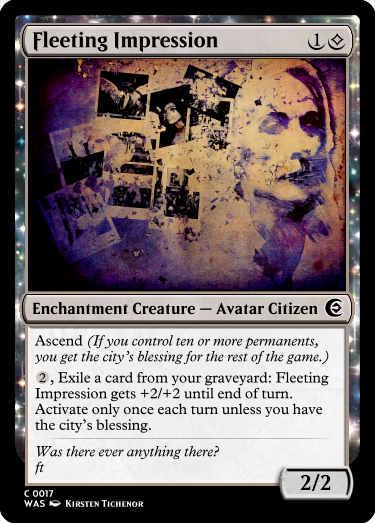 Fleeting Impression 1
Enchantment Creature — Avatar Citizen
Ascend (If you control ten or more permanents,
you get the city's blessing for the rest of the game.)
2, Exile a card from your graveyard: Fleeting
Impression gets +2/+2 until end of turn.
Activate only once each turn unless you have
the city's blessing.
Was there ever anything there?
ft
2/2
C 0017
WAS Kirsten Tichenor